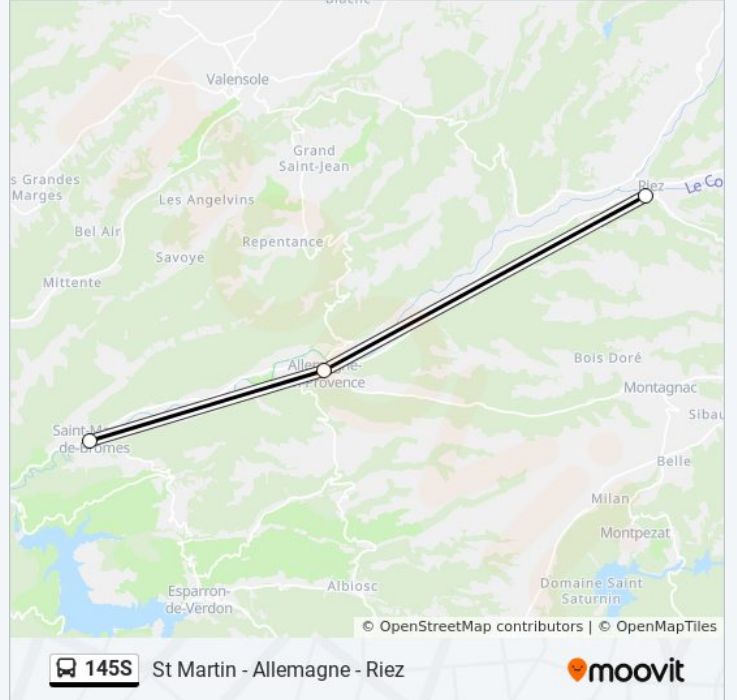 Valensole
Grand
Saint-Jean
s Grandes
Marges
Les Angelvins
Riez
Le Co
Bel Air
Repentance
Savoye
Mittente
Bois Doré
Provence
Montagnac
Sibau
de-Bromes
Belle
Milan
Montpezat
Esparron-
de-Verdon
Albiosc
Domaine Saint
Saturnin
© OpenStreetMap contributors | © OpenMapTiles
145S St Martin - Allemagne - Riez
moovit